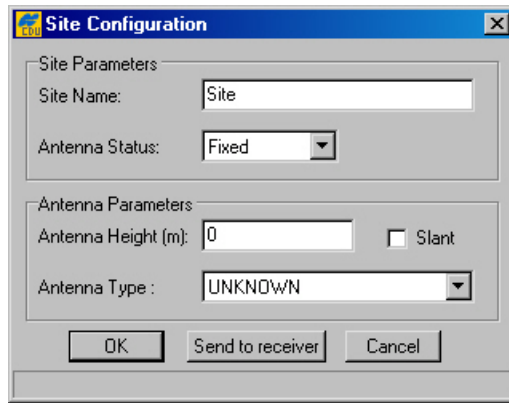 CDU Site Configuration
Site Parameters
Site Name: Site
Antenna Status: Fixed
Antenna Parameters
Antenna Height (m): 0 Slant
Antenna Type : UNKNOWN
OK Send to receiver Cancel